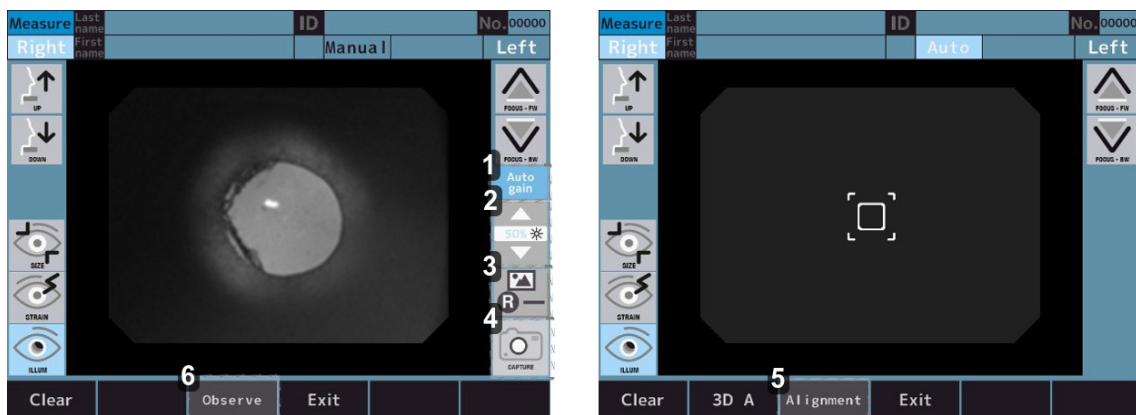 Measure Last name ID No. 00000
Right First name Manual Left
UP FOCUS - FW
DOWN FOCUS - BW
1
Auto gain
2
50%
SIZE
3
STRAIN R
4
ILLUM CAPTURE
6
Clear Observe Exit
Measure Last name ID No. 00000
Right First name Auto Left
UP FOCUS - FW
DOWN FOCUS - BW
SIZE
STRAIN
ILLUM
5
Clear 3D A Alignment Exit